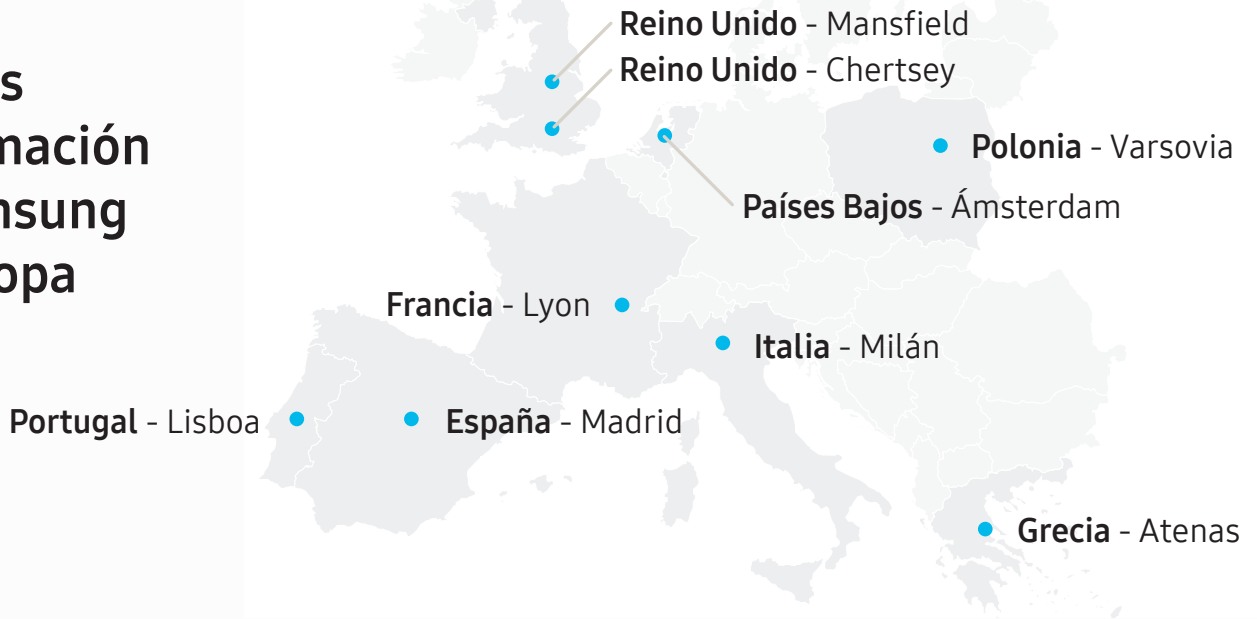 Reino Unido - Mansfield
Reino Unido - Chertsey
s
mación
nsung
opa
Polonia - Varsovia
Países Bajos - Ámsterdam
Francia - Lyon
Italia - Milán
Portugal - Lisboa
España - Madrid
Grecia - Atenas